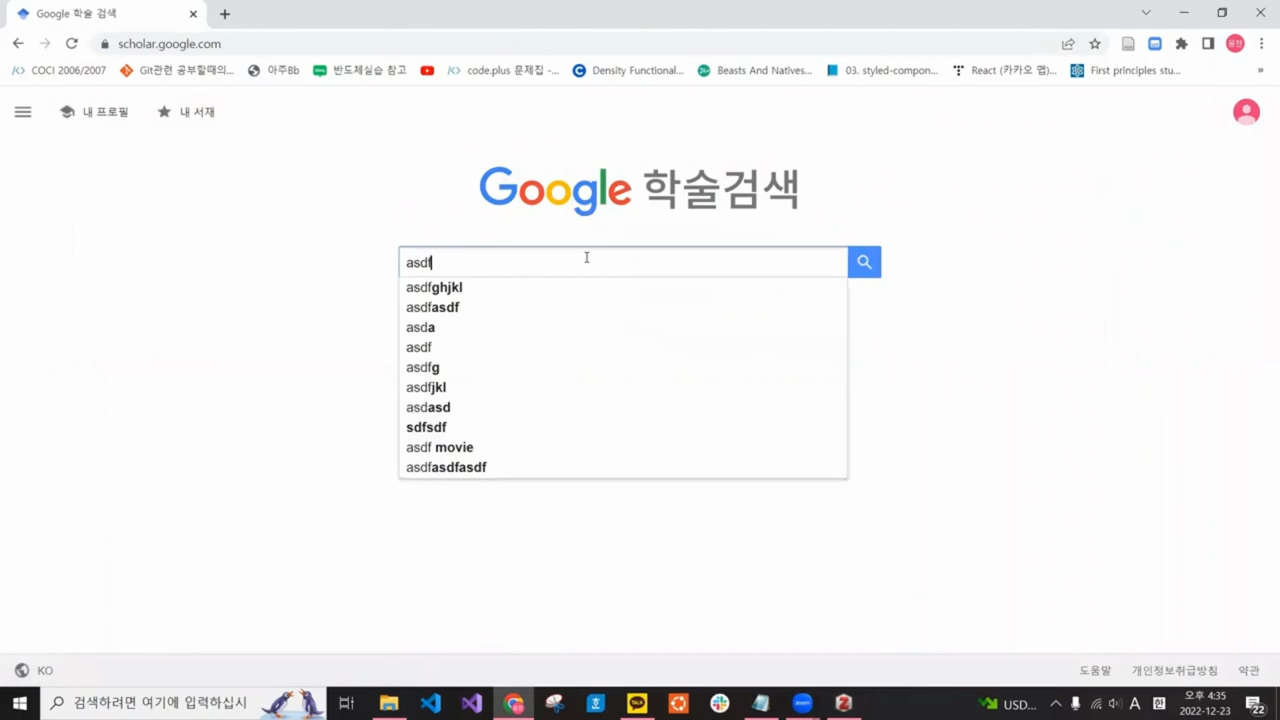 Google 학술 검색
scholar.google.com
COCI 2006/2007
Git관련 공부할때의...
아주Bb
반도체실습 참고
code.plus 문제집 -...
Density Functional...
Beasts And Natives...
03. styled-compon...
React (카카오 맵)...
First principles stu...
»
내 프로필
내 서재
Google 학술검색
asdf
asdfghjkl
asdfasdf
asda
asdf
asdfg
asdfjkl
asdasd
sdfsdf
asdf movie
asdfasdfasdf
KO
도움말
개인정보취급방침
약관
검색하려면 여기에 입력하십시
TALK
zoom
Z
USD...
A
한
오후 4:35
2022-12-23
22